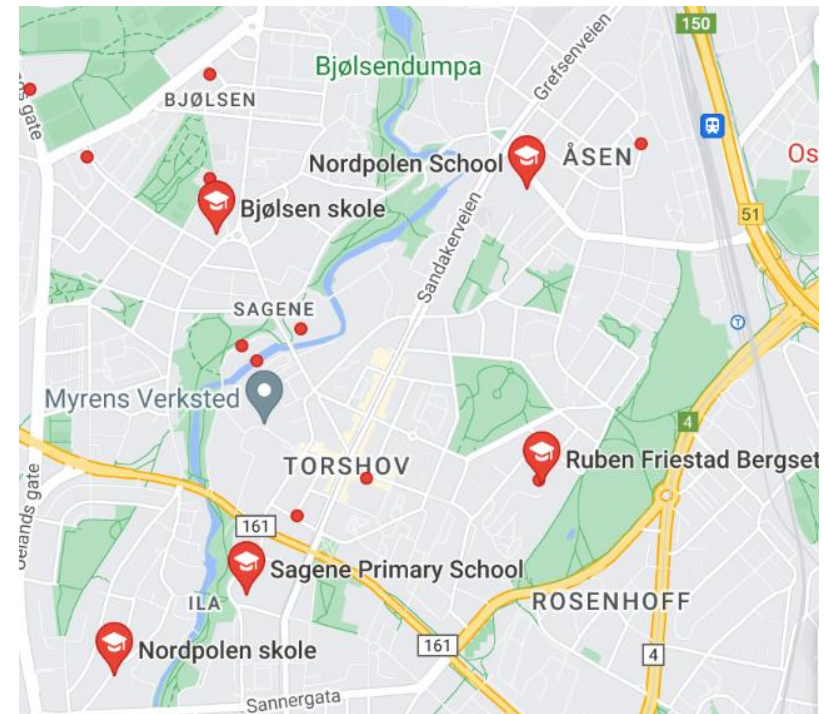 150
Bjølsendumpa
Grefsenveien
BJØLSEN
Nordpolen School
ÅSEN
Os
Bjølsen skole
51
Sandakerveien
SAGENE
T
Myrens Verksted
4
TORSHOV
Ruben Friestad Bergset
161
Sagene Primary School
ILA
ROSENHOFF
Nordpolen skole
161
4
Sannergata